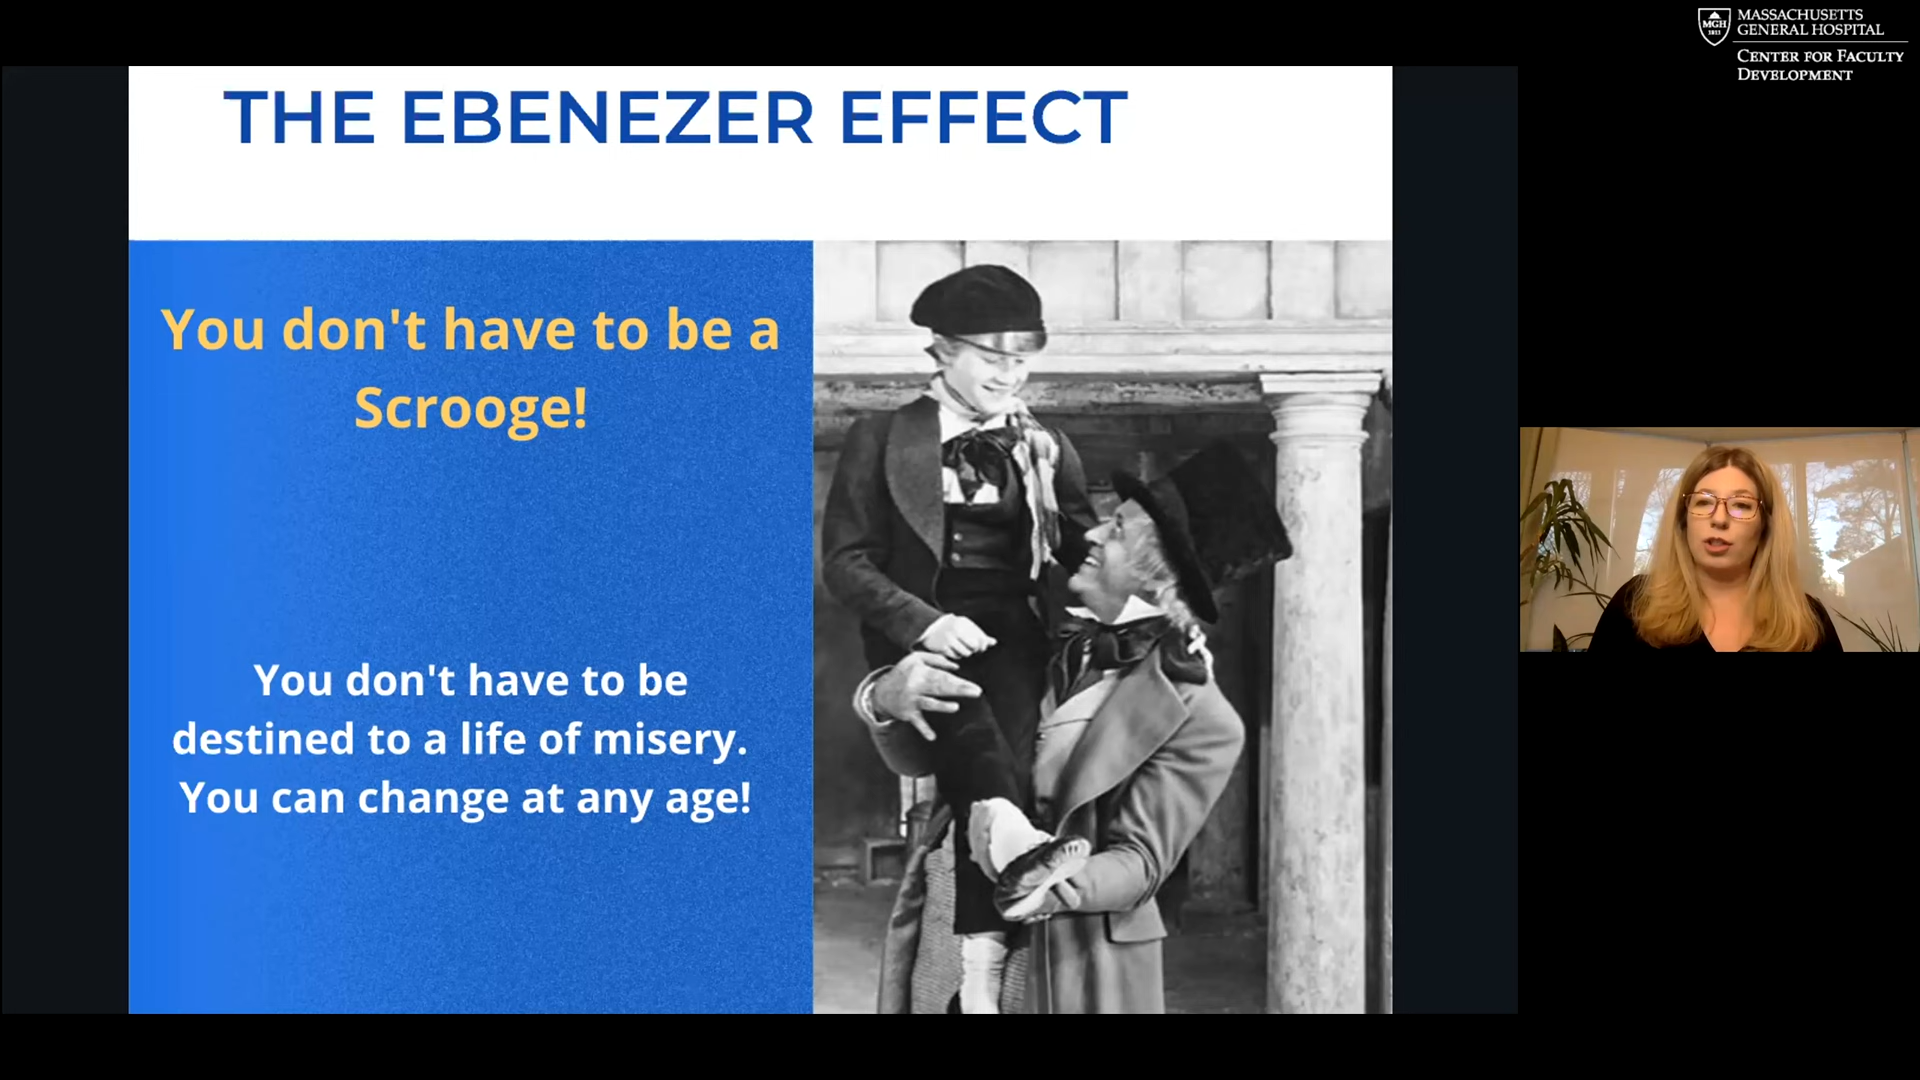 MASSACHUSETTS
GENERAL HOSPITAL
CENTER FOR FACULTY
DEVELOPMENT
MGH
1811
THE EBENEZER EFFECT
You don't have to be a
Scrooge!
You don't have to be
destined to a life of misery.
You can change at any age!